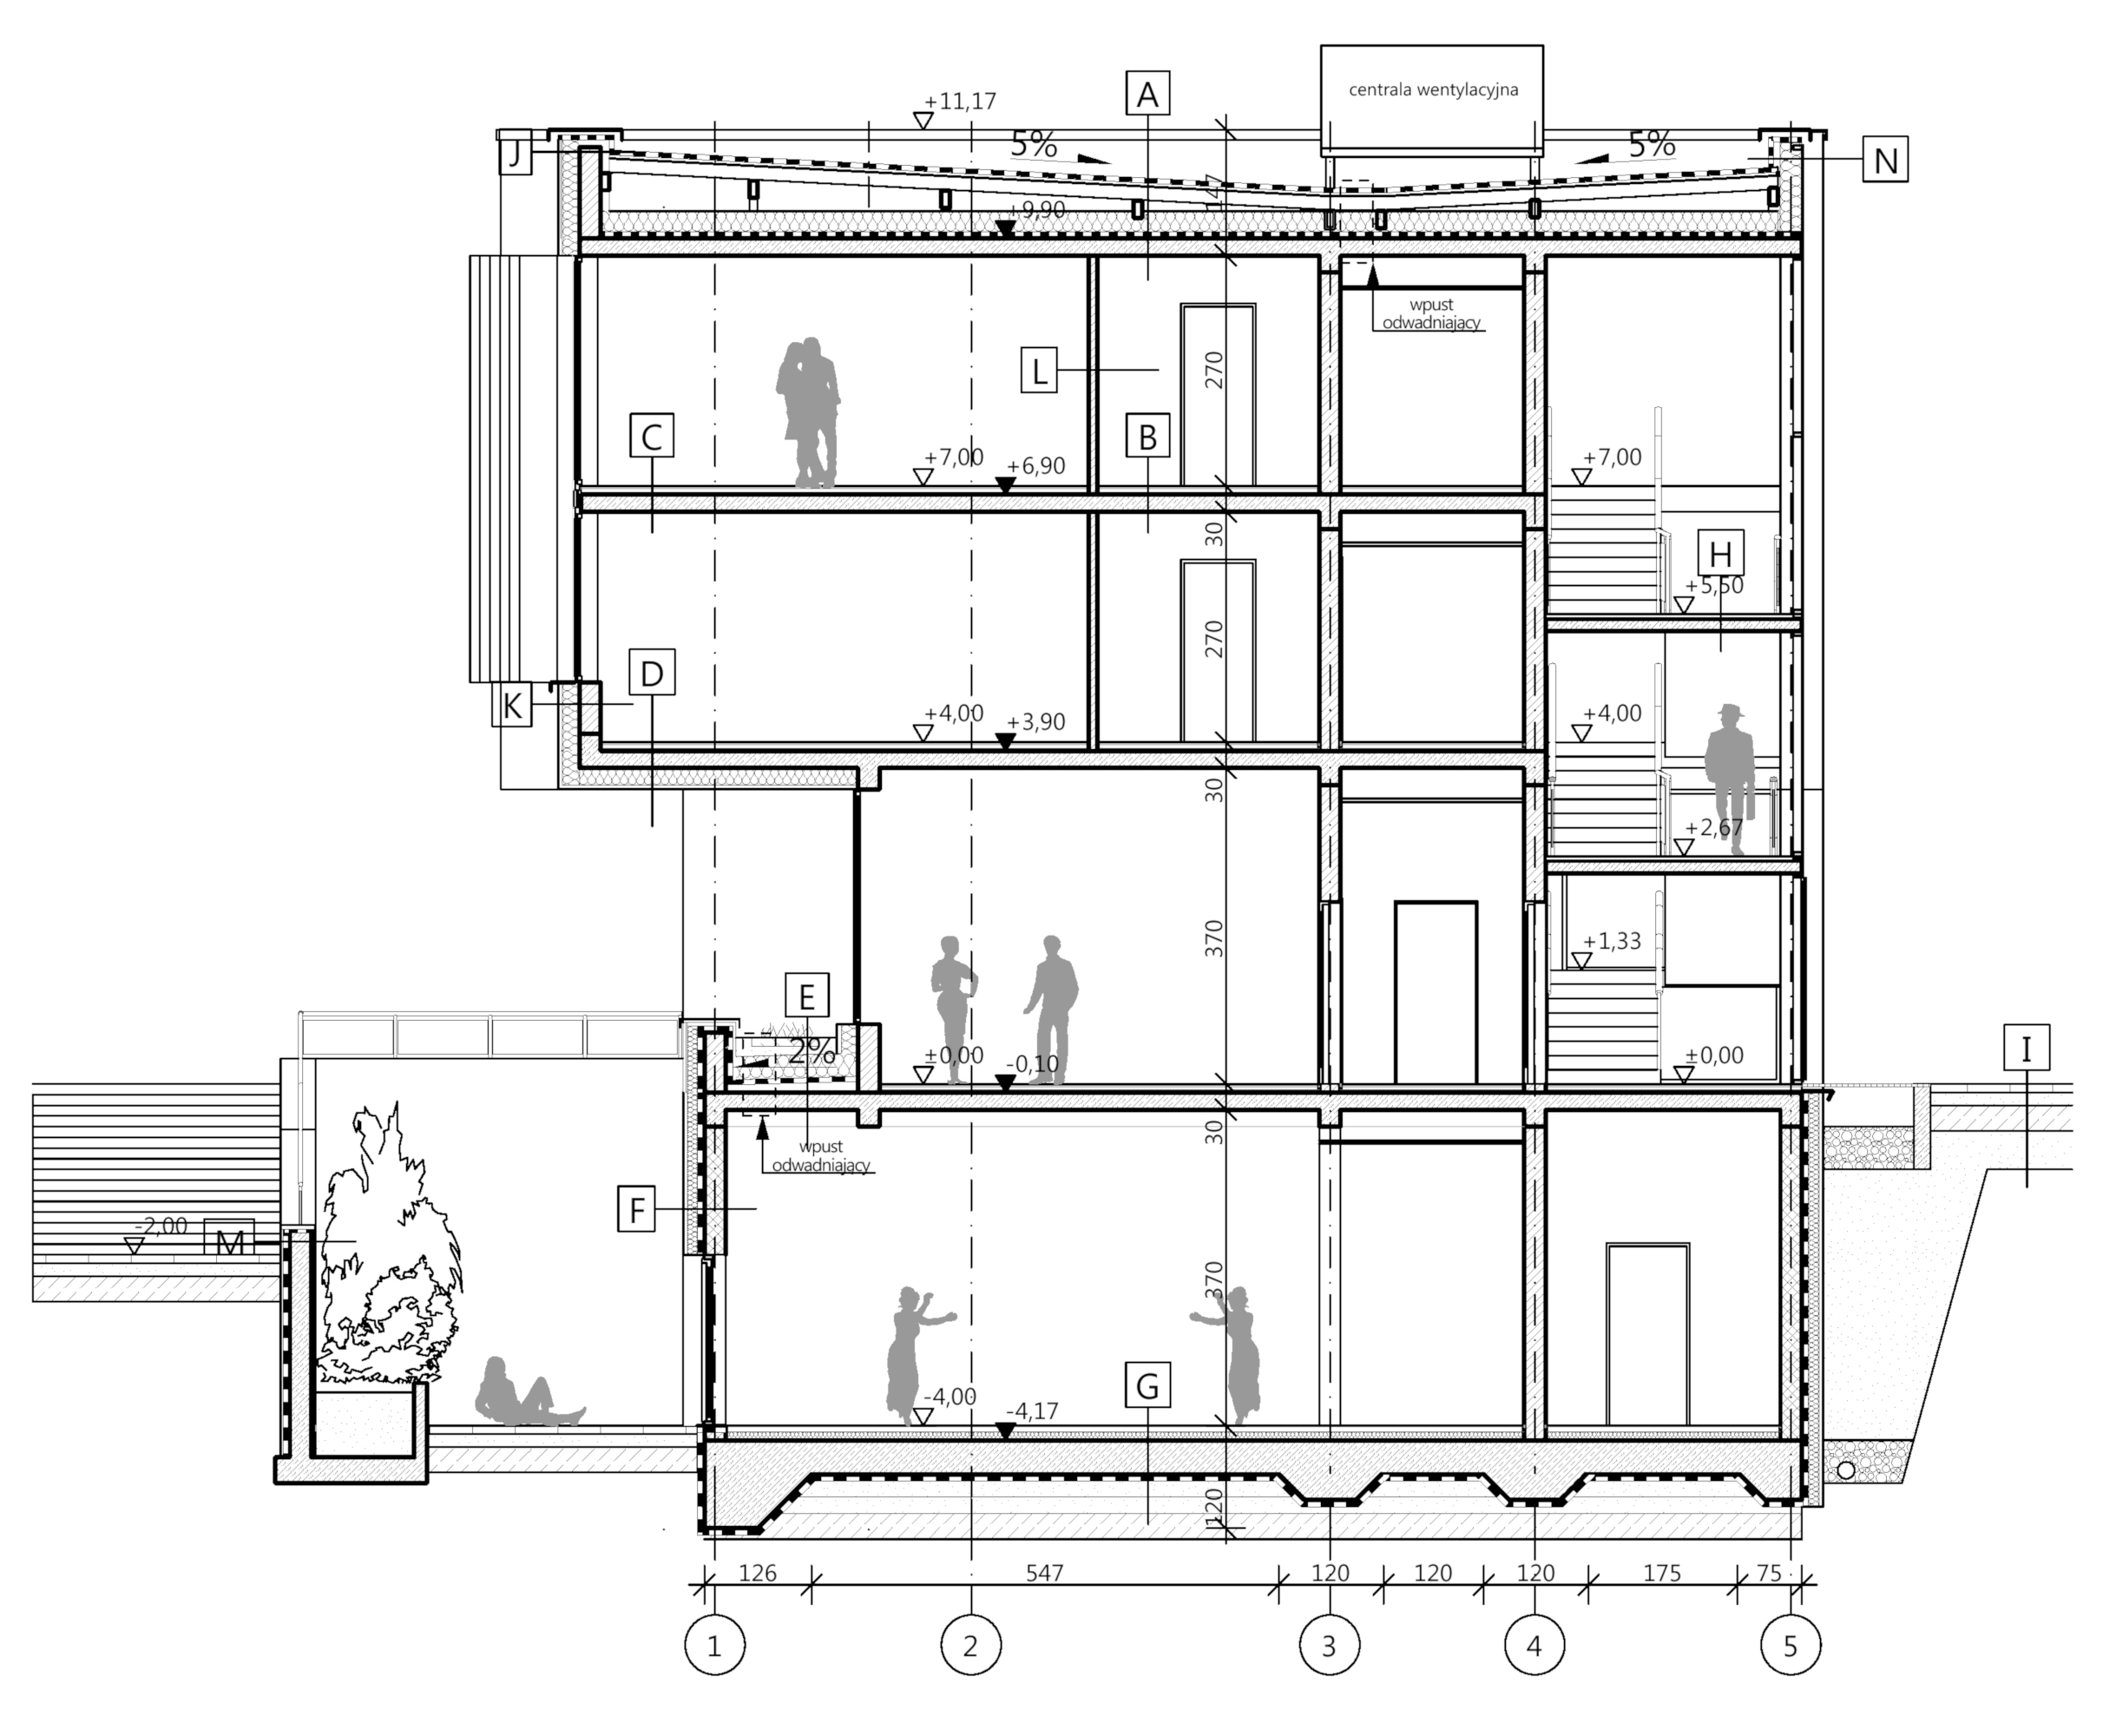 centrala wentylacyjna
A
+11,17
J
5%
5%
N
147
+9,90
wpust
odwadniający
L
270
C
B
+7,00
+6,90
+7,00
30
H
+5,50
270
D
K
+4,00
+3,90
+4,00
30
+2,67
370
+1,33
E
2%
±0,00
-0,10
±0,00
I
30
wpust
odwadniający
F
-2,00
M
370
G
-4,00
-4,17
120
126
547
120
120
120
175
75
1
2
3
4
5